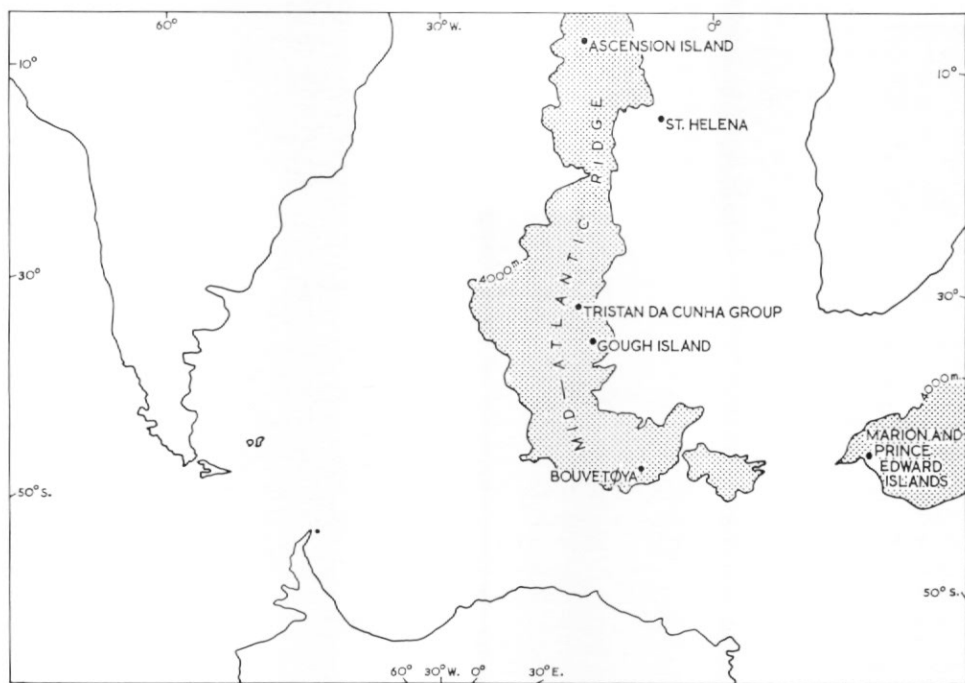 60°
30°W.
0°
10°
10°
ASCENSION ISLAND
ST. HELENA
MID—ATLANTIC RIDGE
30°
4000m.
30°
TRISTAN DA CUNHA GROUP
GOUGH ISLAND
4000m.
MARION AND
PRINCE
EDWARD
ISLANDS
BOUVETØYA
50°S.
50°S.
60° 30°W. 0° 30°E.